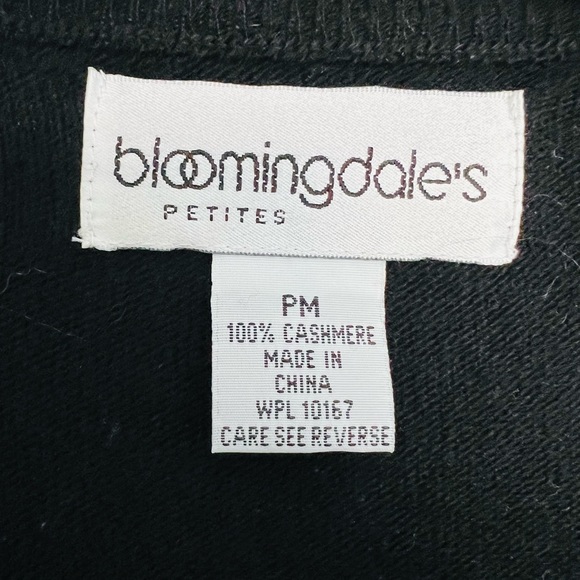 bloomingdale's
PETITES
PM
100% CASHMERE
MADE IN
CHINA
WPL 10167
CARE SEE REVERSE